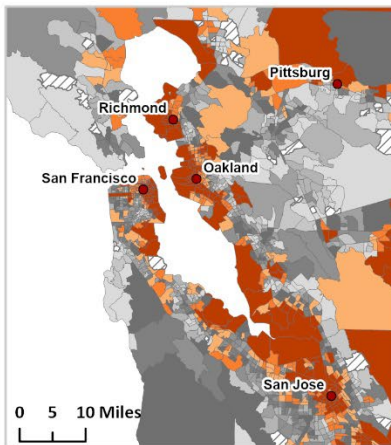 Pittsburg
Richmond
Oakland
San Francisco
San Jose
0 5 10 Miles